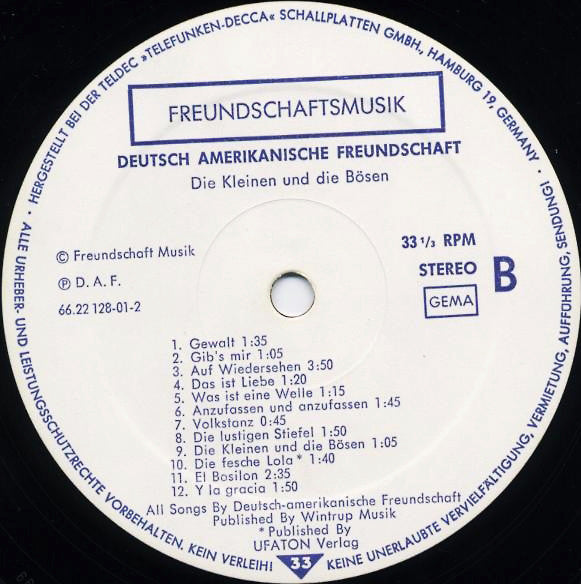 · HERGESTELLT BEI DER TELDEC »TELEFUNKEN-DECCA« SCHALLPLATTEN GMBH., HAMBURG 19, GERMANY ·
FREUNDSCHAFTSMUSIK
DEUTSCH AMERIKANISCHE FREUNDSCHAFT
Die Kleinen und die Bösen
© Freundschaft Musik
℗ D. A. F.
66.22 128-01-2
33 1/3 RPM
STEREO
B
GEMA
1. Gewalt 1:35
2. Gib's mir 1:05
3. Auf Wiedersehen 3:50
4. Das ist Liebe 1:20
5. Was ist eine Welle 1:15
6. Anzufassen und anzufassen 1:45
7. Volkstanz 0:45
8. Die lustigen Stiefel 1:50
9. Die Kleinen und die Bösen 1:05
10. Die fesche Lola* 1:40
11. El Bosilon 2:35
12. Y la gracia 1:50
All Songs By Deutsch-amerikanische Freundschaft
Published By Wintrup Musik
* Published By
UFATON Verlag
ALLE URHEBER- UND LEISTUNGSSCHUTZRECHTE VORBEHALTEN. KEIN VERLEIH! KEINE UNERLAUBTE VERVIELFÄLTIGUNG, VERMIETUNG, AUFFÜHRUNG, SENDUNG!
33